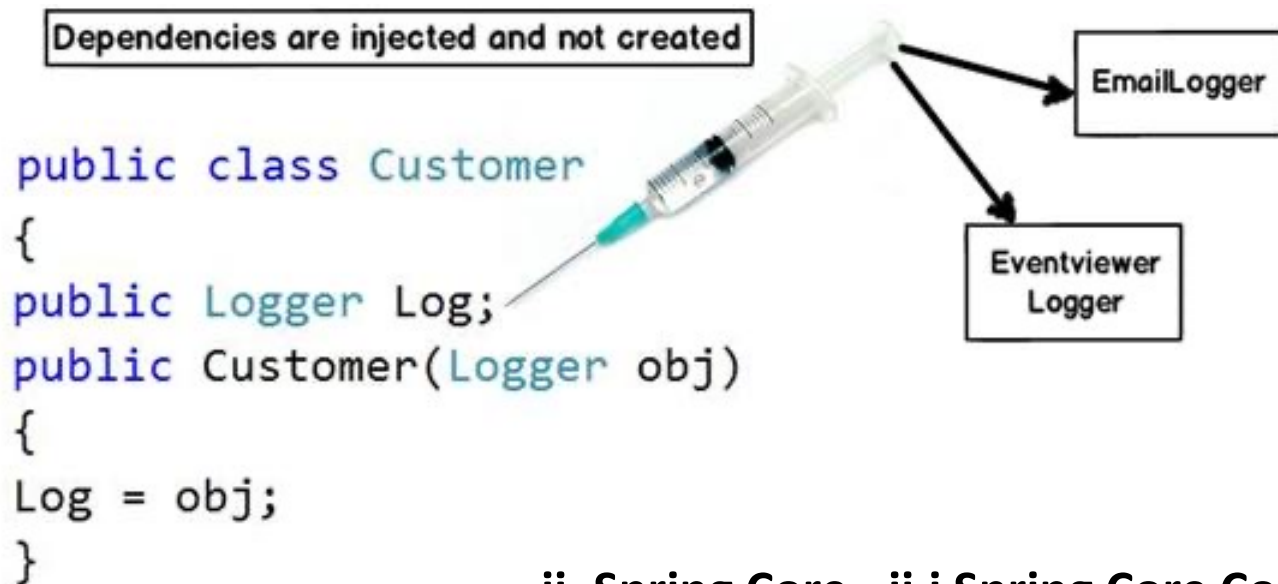 Dependencies are injected and not created
EmailLogger
public class Customer
{
Eventviewer
Logger
public Logger Log;
public Customer(Logger obj)
{
Log = obj;
}